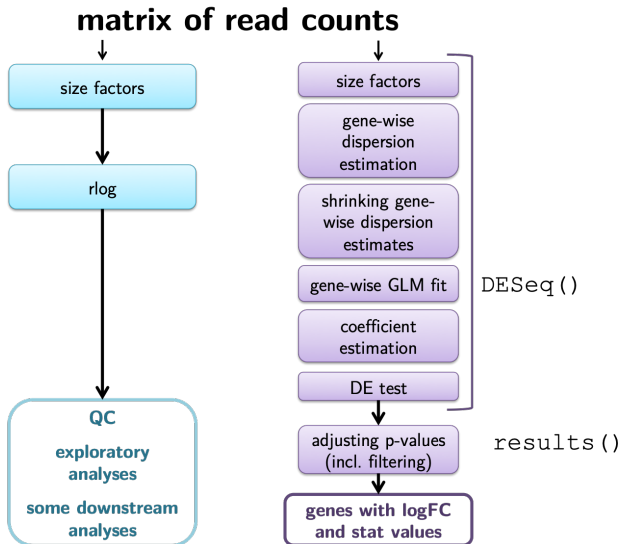 matrix of read counts
size factors
rlog
QC
exploratory
analyses
some downstream
analyses
size factors
gene-wise
dispersion
estimation
shrinking gene-
wise dispersion
estimates
gene-wise GLM fit
coefficient
estimation
DE test
DESeq()
adjusting p-values
(incl. filtering)
results()
genes with logFC
and stat values